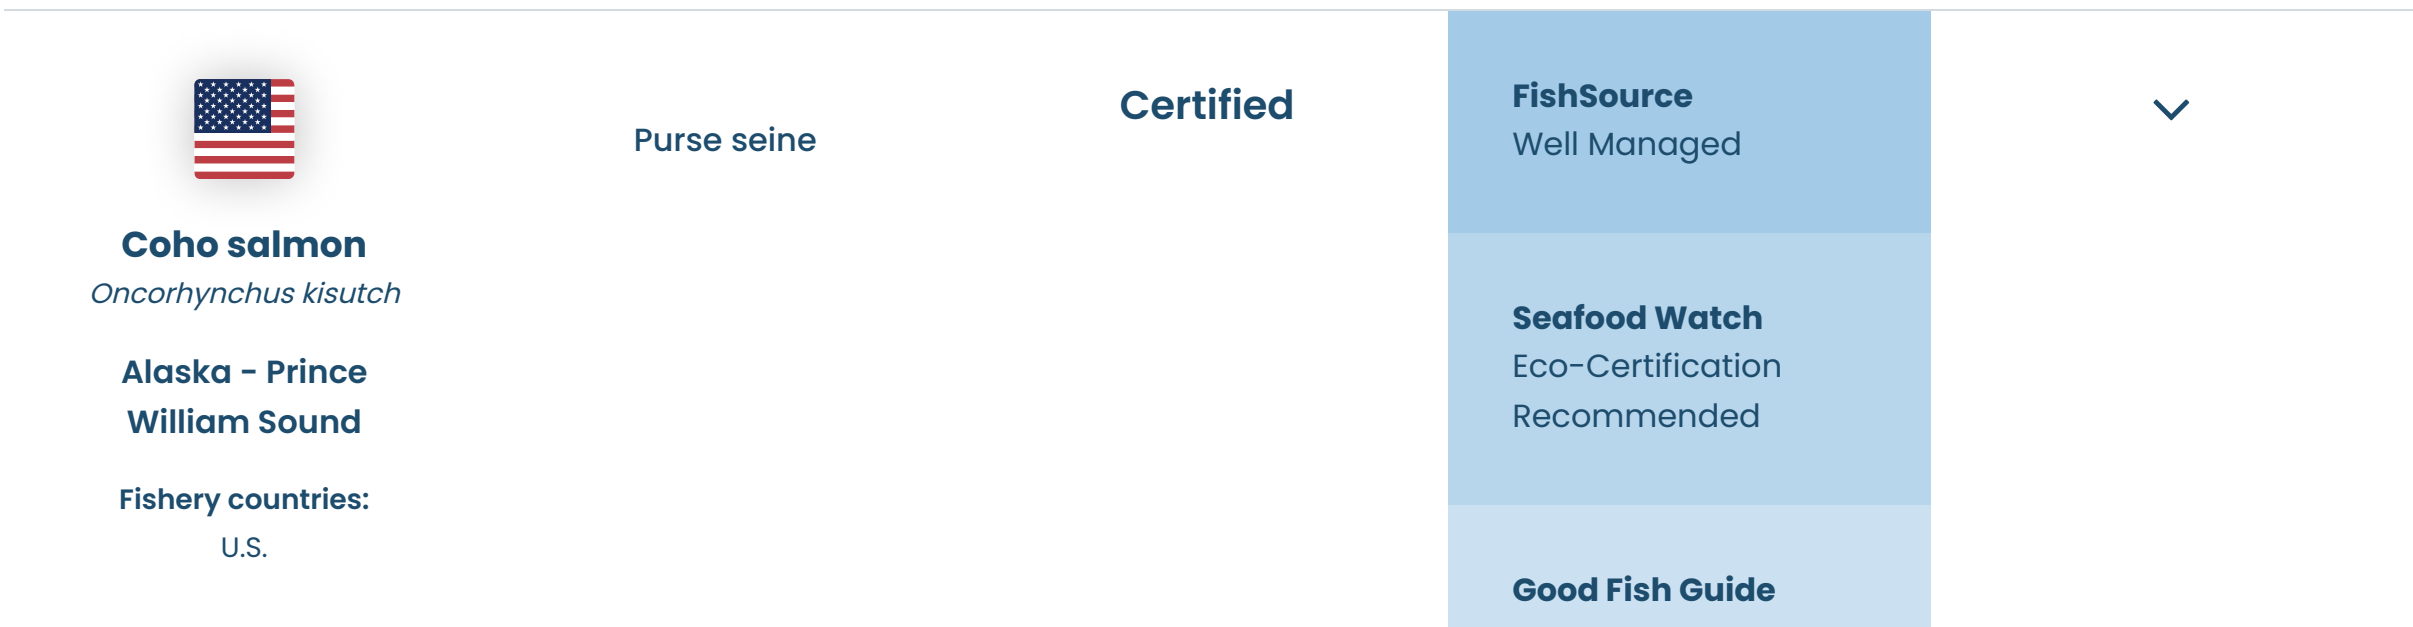 Coho salmon
Oncorhynchus kisutch
Alaska - Prince
William Sound
Fishery countries:
U.S.
Purse seine
Certified
FishSource
Well Managed
Seafood Watch
Eco-Certification
Recommended
Good Fish Guide